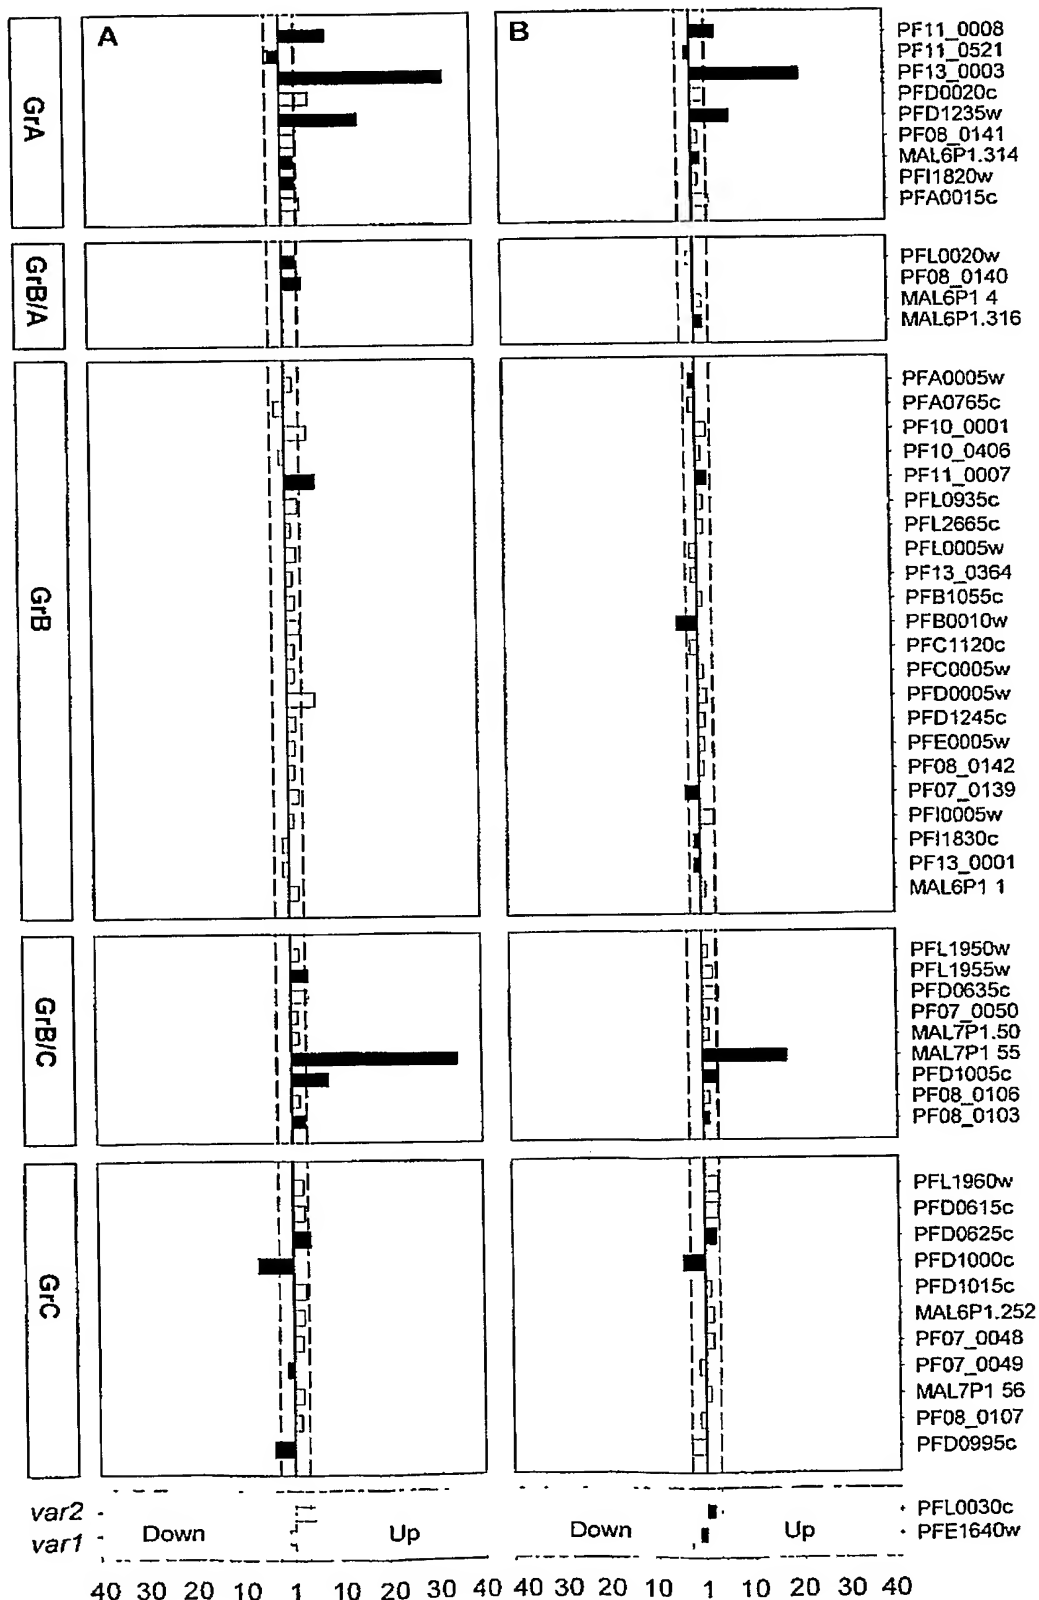 A
B
GrA
PF11_0008
PF11_0521
PF13_0003
PFD0020c
PFD1235w
PF08_0141
MAL6P1.314
PFI1820w
PFA0015c
GrB/A
PFL0020w
PF08_0140
MAL6P1 4
MAL6P1.316
GrB
PFA0005w
PFA0765c
PF10_0001
PF10_0406
PF11_0007
PFL0935c
PFL2665c
PFL0005w
PF13_0364
PFB1055c
PFB0010w
PFC1120c
PFC0005w
PFD0005w
PFD1245c
PFE0005w
PF08_0142
PF07_0139
PFI0005w
PFI1830c
PF13_0001
MAL6P1 1
GrB/C
PFL1950w
PFL1955w
PFD0635c
PF07_0050
MAL7P1.50
MAL7P1 55
PFD1005c
PF08_0106
PF08_0103
GrC
PFL1960w
PFD0615c
PFD0625c
PFD1000c
PFD1015c
MAL6P1.252
PF07_0048
PF07_0049
MAL7P1 56
PF08_0107
PFD0995c
var2 PFL0030c
var1 Down Up Down Up PFE1640w
40 30 20 10 1 10 20 30 40 30 20 10 1 10 20 30 40